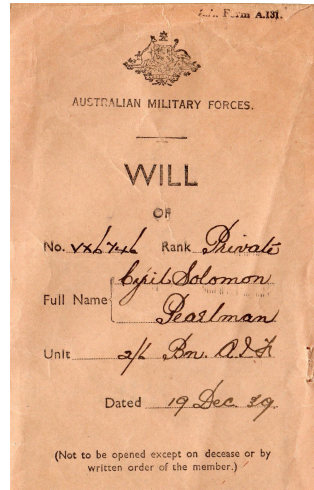 Form A.131.
AUSTRALIAN MILITARY FORCES.
WILL
OF
No. VX6746 Rank Private
Cyril Solomon
Full Name
Pearlman
Unit 2/6 Bn. A.I.F
Dated 19 Dec. 39.
(Not to be opened except on decease or by
written order of the member.)